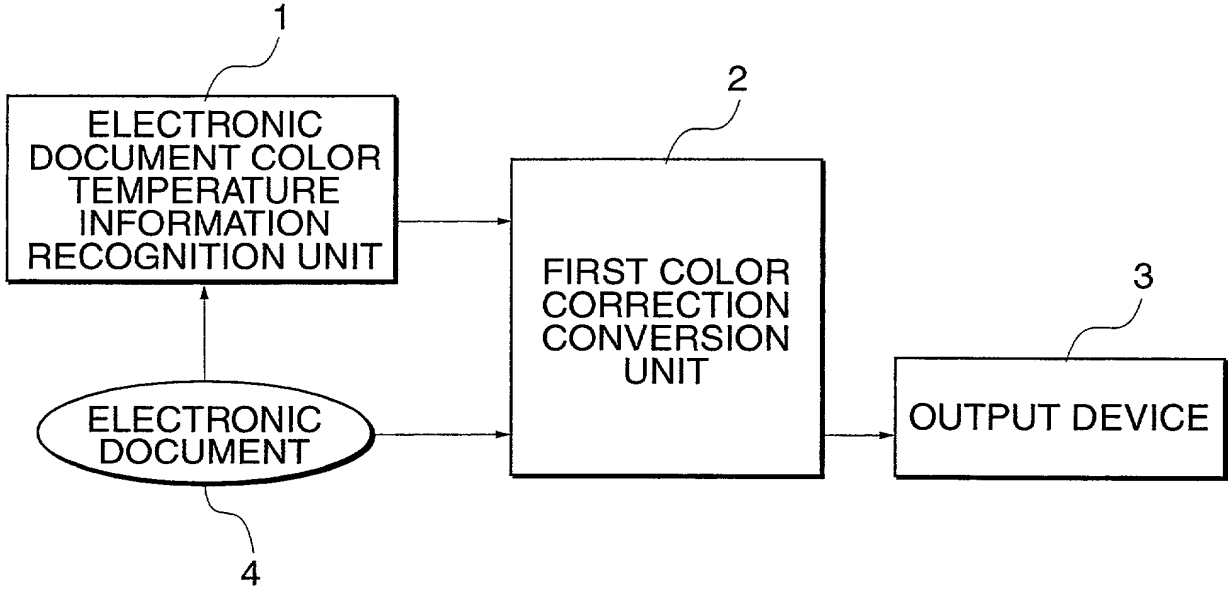 1
ELECTRONIC
DOCUMENT COLOR
TEMPERATURE
INFORMATION
RECOGNITION UNIT
2
FIRST COLOR
CORRECTION
CONVERSION
UNIT
3
OUTPUT DEVICE
ELECTRONIC
DOCUMENT
4